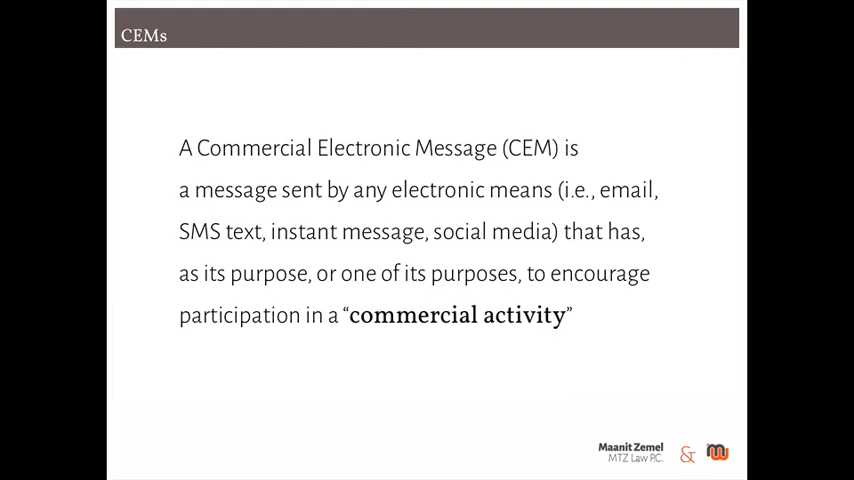 CEMs
A Commercial Electronic Message (CEM) is
a message sent by any electronic means (i.e., email,
SMS text, instant message, social media) that has,
as its purpose, or one of its purposes, to encourage
participation in a “commercial activity”
Maanit Zemel
MTZ Law P.C.
&